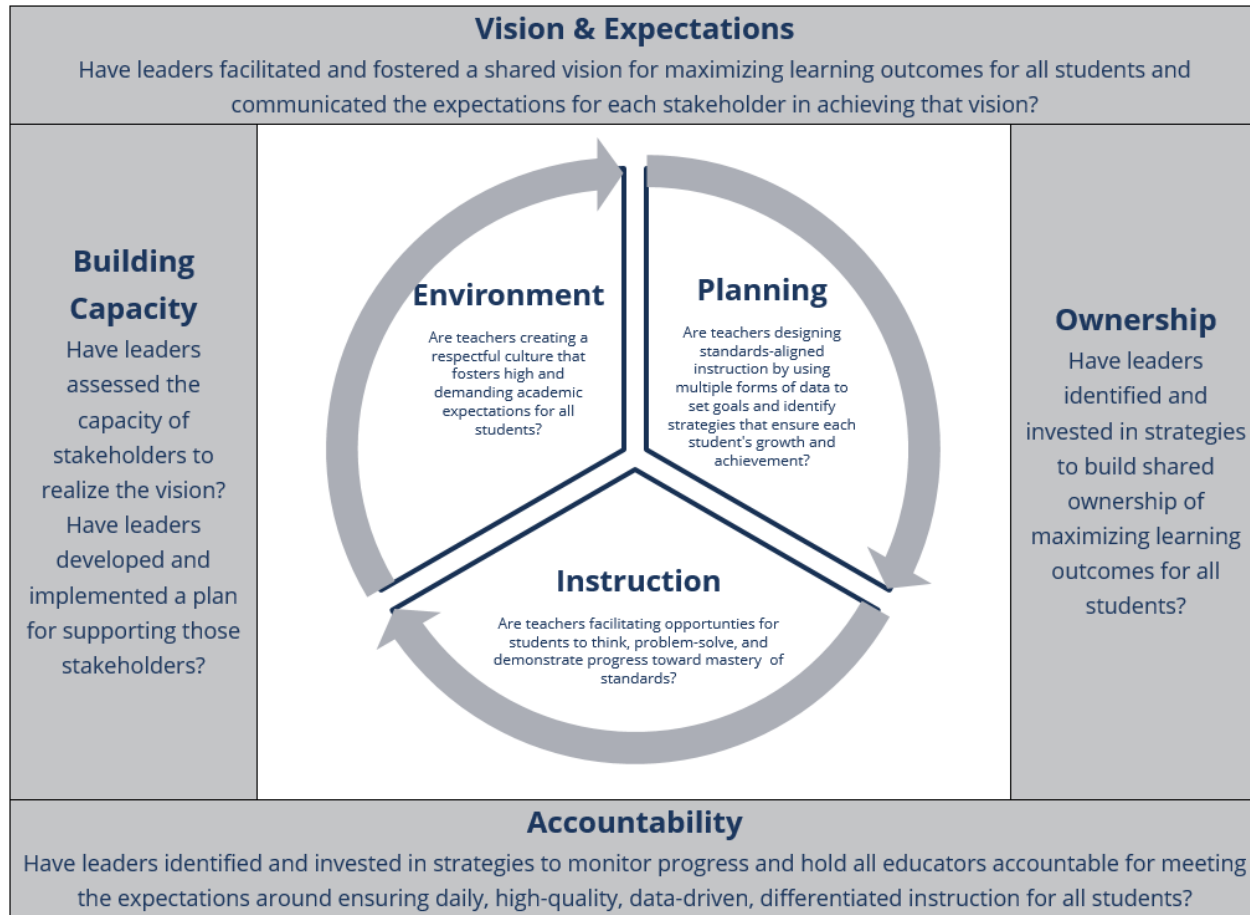 Vision & Expectations
Have leaders facilitated and fostered a shared vision for maximizing learning outcomes for all students and
communicated the expectations for each stakeholder in achieving that vision?
Building
Capacity
Have leaders
assessed the
capacity of
stakeholders to
realize the vision?
Have leaders
developed and
implemented a plan
for supporting those
stakeholders?
Environment
Are teachers creating a
respectful culture that
fosters high and
demanding academic
expectations for all
students?
Planning
Are teachers designing
standards-aligned
instruction by using
multiple forms of data to
set goals and identify
strategies that ensure each
student's growth and
achievement?
Instruction
Are teachers facilitating opportunties for
students to think, problem-solve, and
demonstrate progress toward mastery of
standards?
Ownership
Have leaders
identified and
invested in strategies
to build shared
ownership of
maximizing learning
outcomes for all
students?
Accountability
Have leaders identified and invested in strategies to monitor progress and hold all educators accountable for meeting
the expectations around ensuring daily, high-quality, data-driven, differentiated instruction for all students?